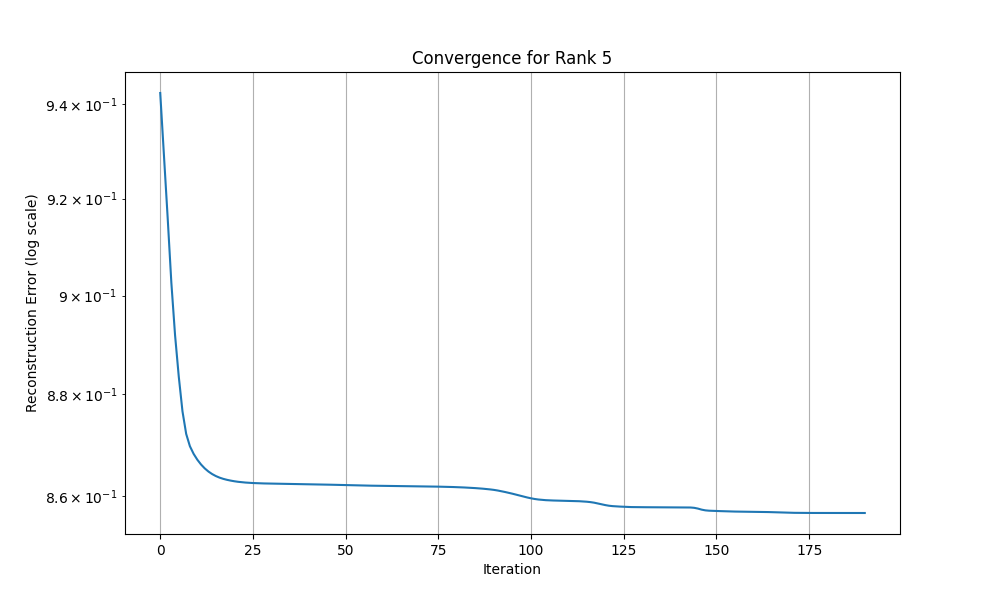 Convergence for Rank 5
Reconstruction Error (log scale)
9.4 × 10⁻¹
9.2 × 10⁻¹
9 × 10⁻¹
8.8 × 10⁻¹
8.6 × 10⁻¹
0 25 50 75 100 125 150 175
Iteration